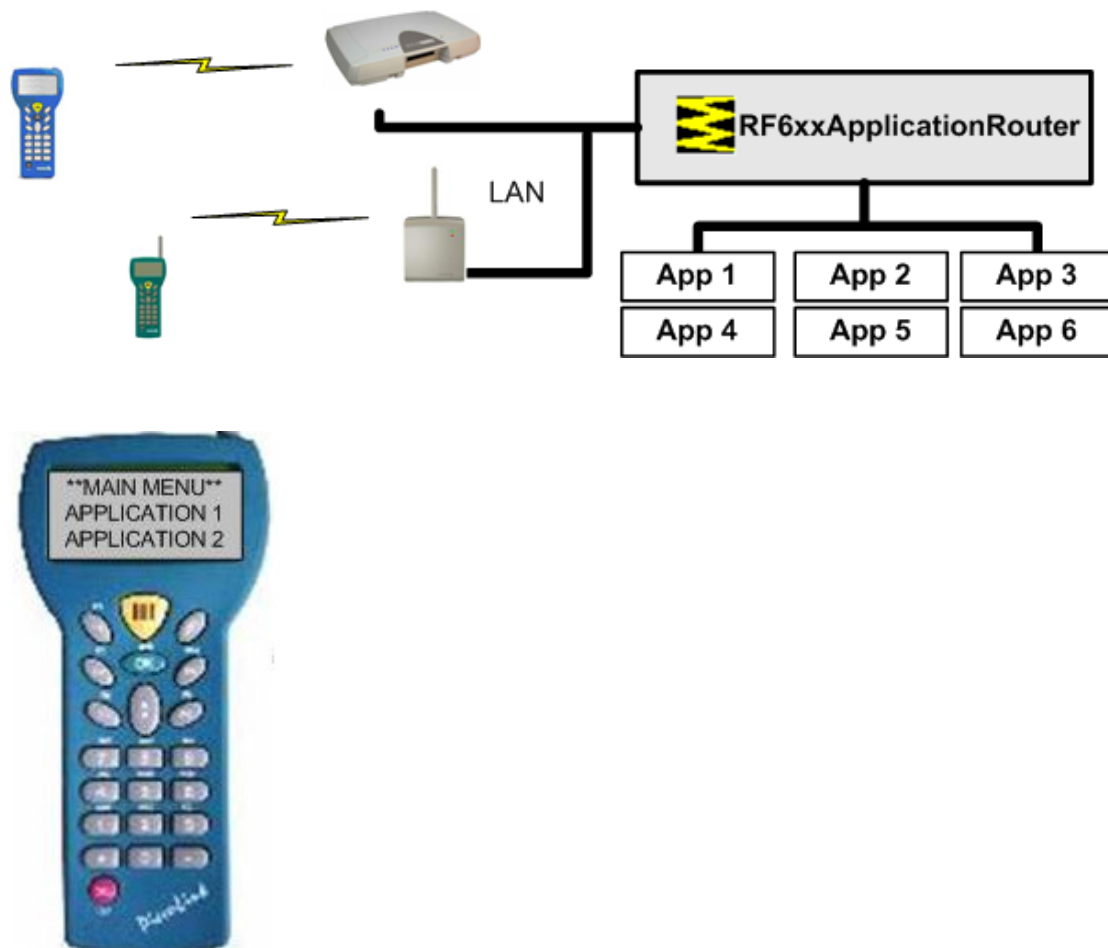 RF6xxApplicationRouter
LAN
App 1
App 2
App 3
App 4
App 5
App 6
**MAIN MENU**
APPLICATION 1
APPLICATION 2
OK